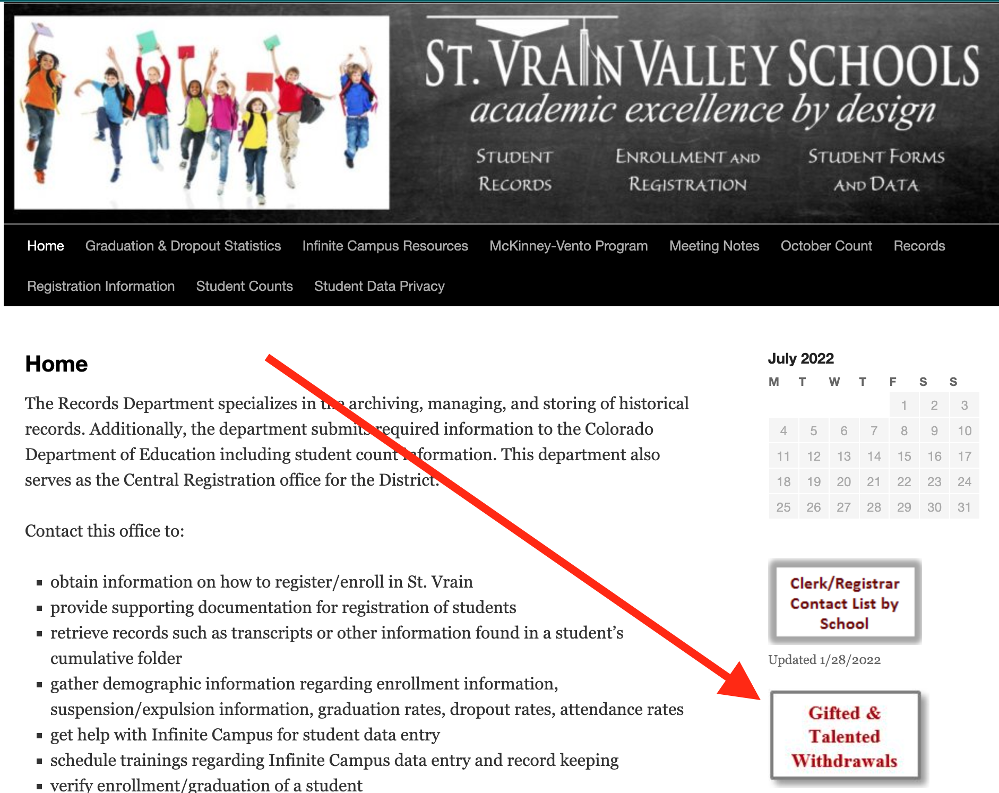 ST. VRAIN VALLEY SCHOOLS
academic excellence by design
STUDENT RECORDS
ENROLLMENT AND REGISTRATION
STUDENT FORMS AND DATA
Home Graduation & Dropout Statistics Infinite Campus Resources McKinney-Vento Program Meeting Notes October Count Records
Registration Information Student Counts Student Data Privacy
Home
The Records Department specializes in the archiving, managing, and storing of historical
records. Additionally, the department submits required information to the Colorado
Department of Education including student count information. This department also
serves as the Central Registration office for the District.
Contact this office to:
obtain information on how to register/enroll in St. Vrain
provide supporting documentation for registration of students
retrieve records such as transcripts or other information found in a student’s
cumulative folder
gather demographic information regarding enrollment information,
suspension/expulsion information, graduation rates, dropout rates, attendance rates
get help with Infinite Campus for student data entry
schedule trainings regarding Infinite Campus data entry and record keeping
verify enrollment/graduation of a student
July 2022
M T W T F S S
1 2 3
4 5 6 7 8 9 10
11 12 13 14 15 16 17
18 19 20 21 22 23 24
25 26 27 28 29 30 31
Clerk/Registrar
Contact List by
School
Updated 1/28/2022
Gifted &
Talented
Withdrawals